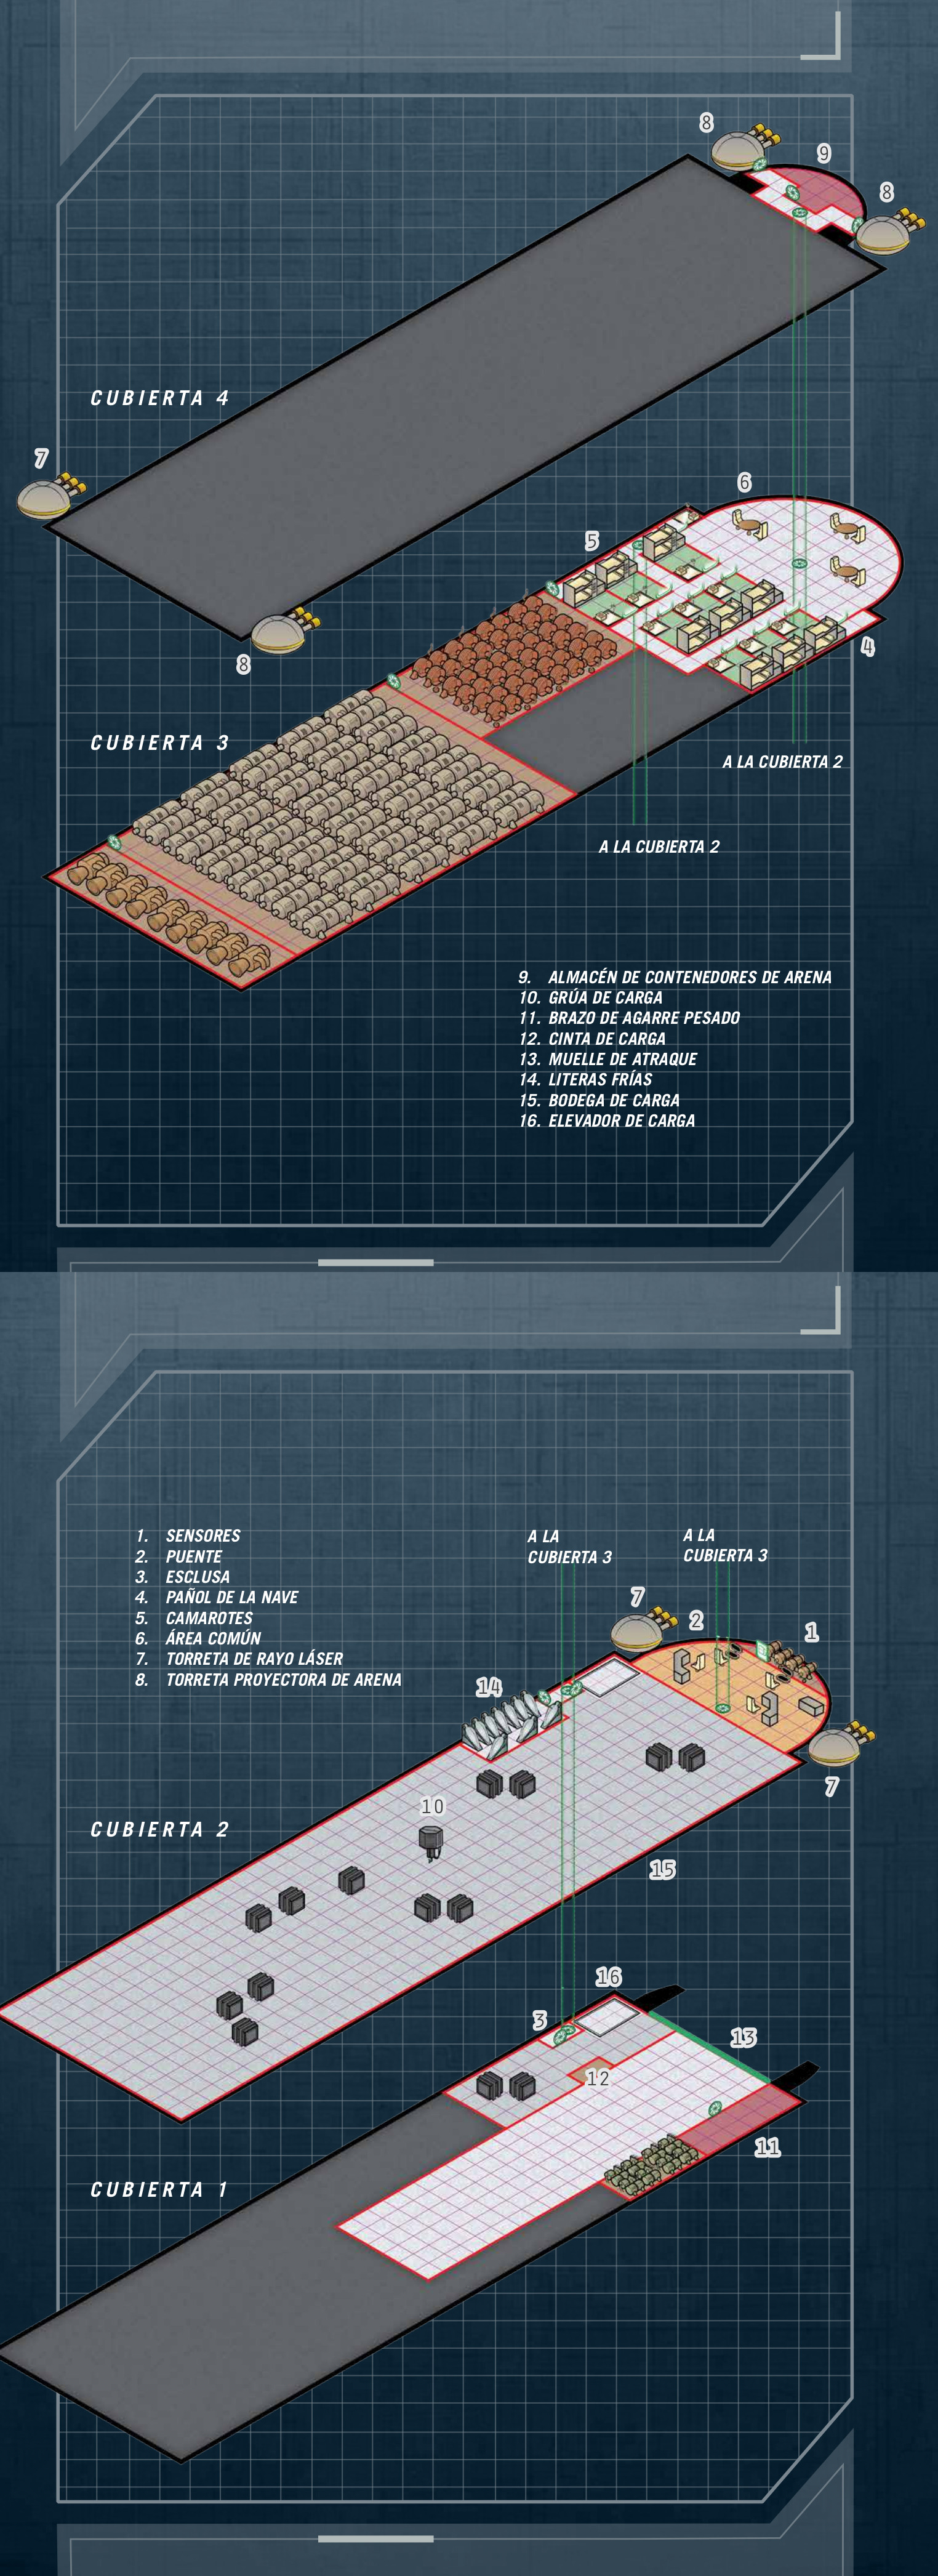 8
9
8
CUBIERTA 4
7
6
5
8
4
CUBIERTA 3
A LA CUBIERTA 2
A LA CUBIERTA 2
9. ALMACÉN DE CONTENEDORES DE ARENA
10. GRÚA DE CARGA
11. BRAZO DE AGARRE PESADO
12. CINTA DE CARGA
13. MUELLE DE ATRAQUE
14. LITERAS FRÍAS
15. BODEGA DE CARGA
16. ELEVADOR DE CARGA
1. SENSORES
2. PUENTE
3. ESCLUSA
4. PAÑOL DE LA NAVE
5. CAMAROTES
6. ÁREA COMÚN
7. TORRETA DE RAYO LÁSER
8. TORRETA PROYECTORA DE ARENA
A LA
CUBIERTA 3
A LA
CUBIERTA 3
7
2
1
14
7
10
CUBIERTA 2
15
16
3
13
12
11
CUBIERTA 1